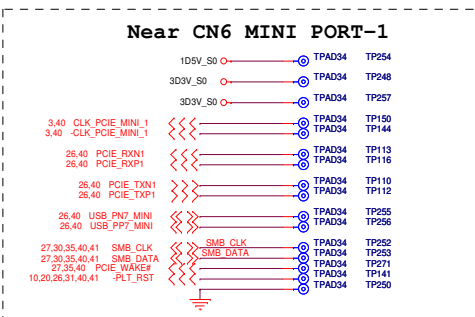 Near CN6 MINI PORT-1
1D5V_S0 TPAD34 TP254
3D3V_S0 TPAD34 TP248
3D3V_S0 TPAD34 TP257
3,40 CLK_PCIE_MINI_1 TPAD34 TP150
3,40 -CLK_PCIE_MINI_1 TPAD34 TP144
26,40 PCIE_RXN1 TPAD34 TP113
26,40 PCIE_RXP1 TPAD34 TP116
26,40 PCIE_TXN1 TPAD34 TP110
26,40 PCIE_TXP1 TPAD34 TP112
26,40 USB_PN7_MINI TPAD34 TP255
26,40 USB_PP7_MINI TPAD34 TP256
27,30,35,40,41 SMB_CLK SMB_CLK TPAD34 TP252
27,30,35,40,41 SMB_DATA SMB_DATA TPAD34 TP253
27,35,40 PCIE_WAKE# TPAD34 TP271
10,20,26,31,40,41 -PLT_RST TPAD34 TP141
TPAD34 TP250